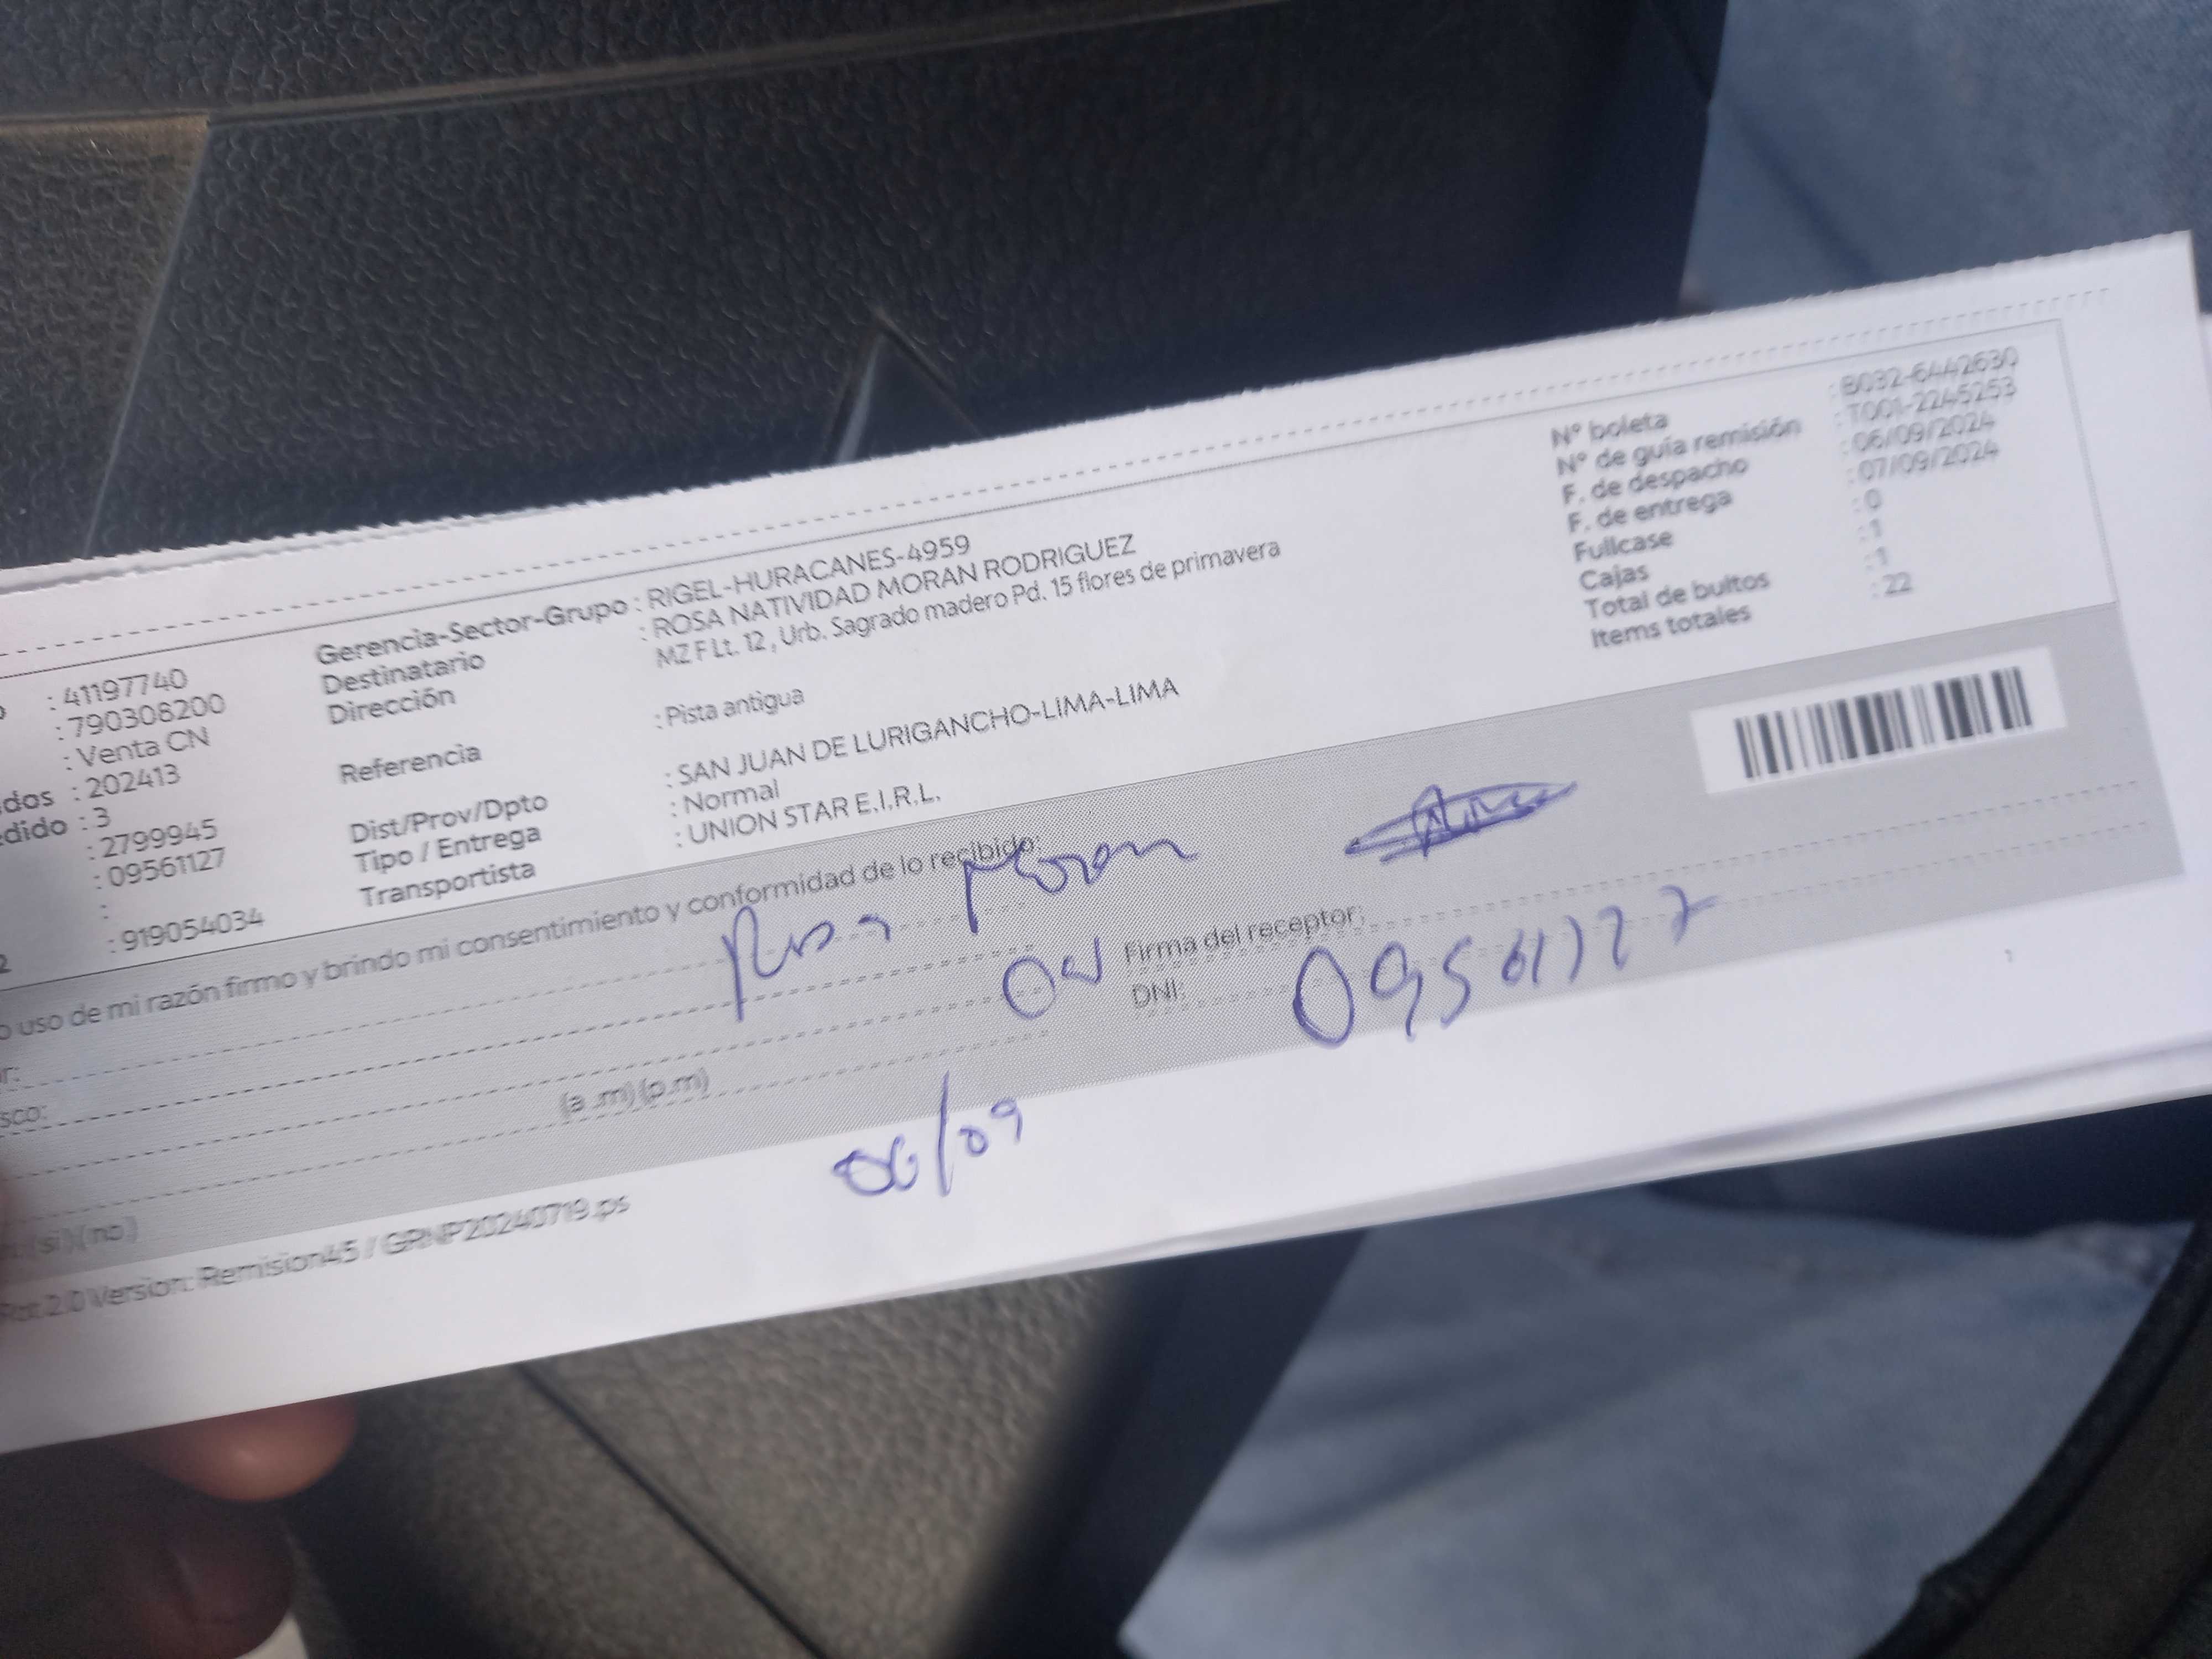 : 41197740
: 790308200
: Venta CN
dos : 202413
edido : 3
: 2799945
: 09561127
:
2 : 919054034
Gerencia-Sector-Grupo : RIGEL-HURACANES-4959
Destinatario : ROSA NATIVIDAD MORAN RODRIGUEZ
Dirección MZ F Lt. 12 , Urb. Sagrado madero Pd. 15 flores de primavera
Referencia : Pista antigua
Dist/Prov/Dpto : SAN JUAN DE LURIGANCHO-LIMA-LIMA
Tipo / Entrega : Normal
Transportista : UNION STAR E.I.R.L.
N° boleta : B032-6442630
N° de guía remisión : T001-2245253
F. de despacho : 06/09/2024
F. de entrega : 07/09/2024
Fullcase : 0
Cajas : 1
Total de bultos : 1
Items totales : 22
o uso de mi razón firmo y brindo mi consentimiento y conformidad de lo recibido:
Rosa Moran
r:
Firma del receptor:
sco:
DNI: 09561127
(a .m) (p.m)
06/09
(si) (no)
2.0 Version: Remision45 / GRNP20240719.ps